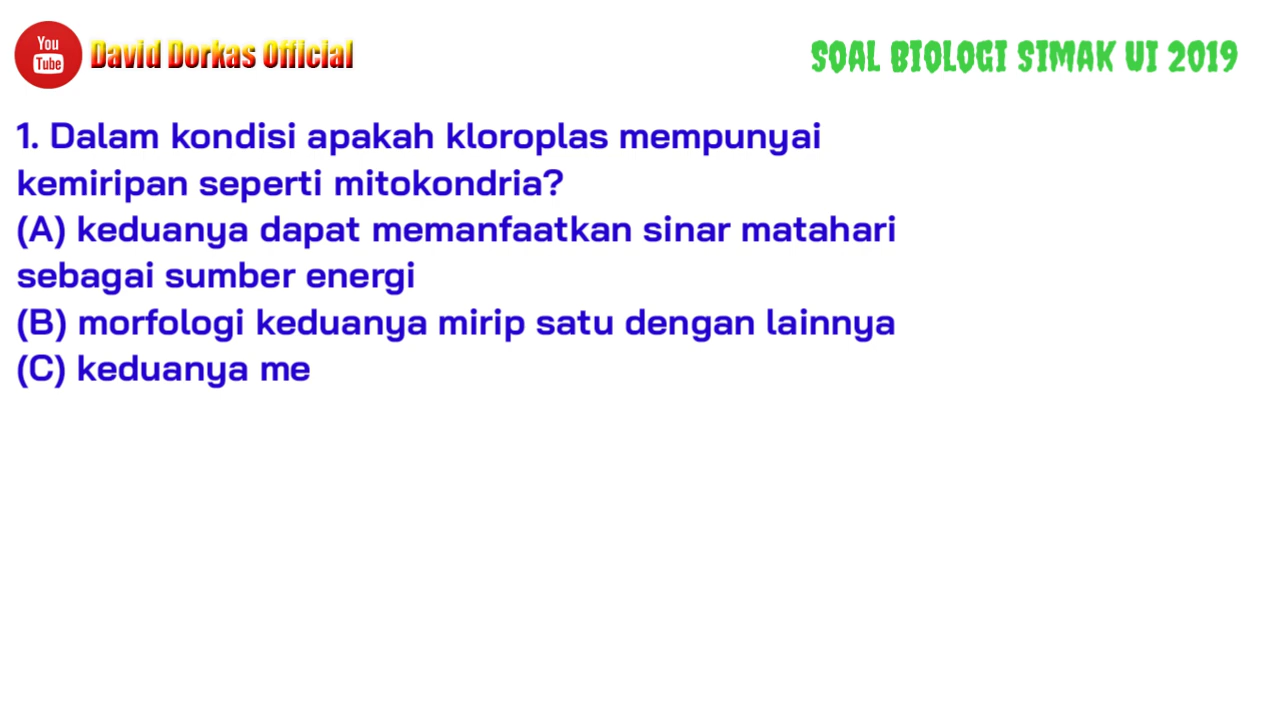 You
Tube
David Dorkas Official
SOAL BIOLOGI SIMAK UI 2019
1. Dalam kondisi apakah kloroplas mempunyai
kemiripan seperti mitokondria?
(A) keduanya dapat memanfaatkan sinar matahari
sebagai sumber energi
(B) morfologi keduanya mirip satu dengan lainnya
(C) keduanya me